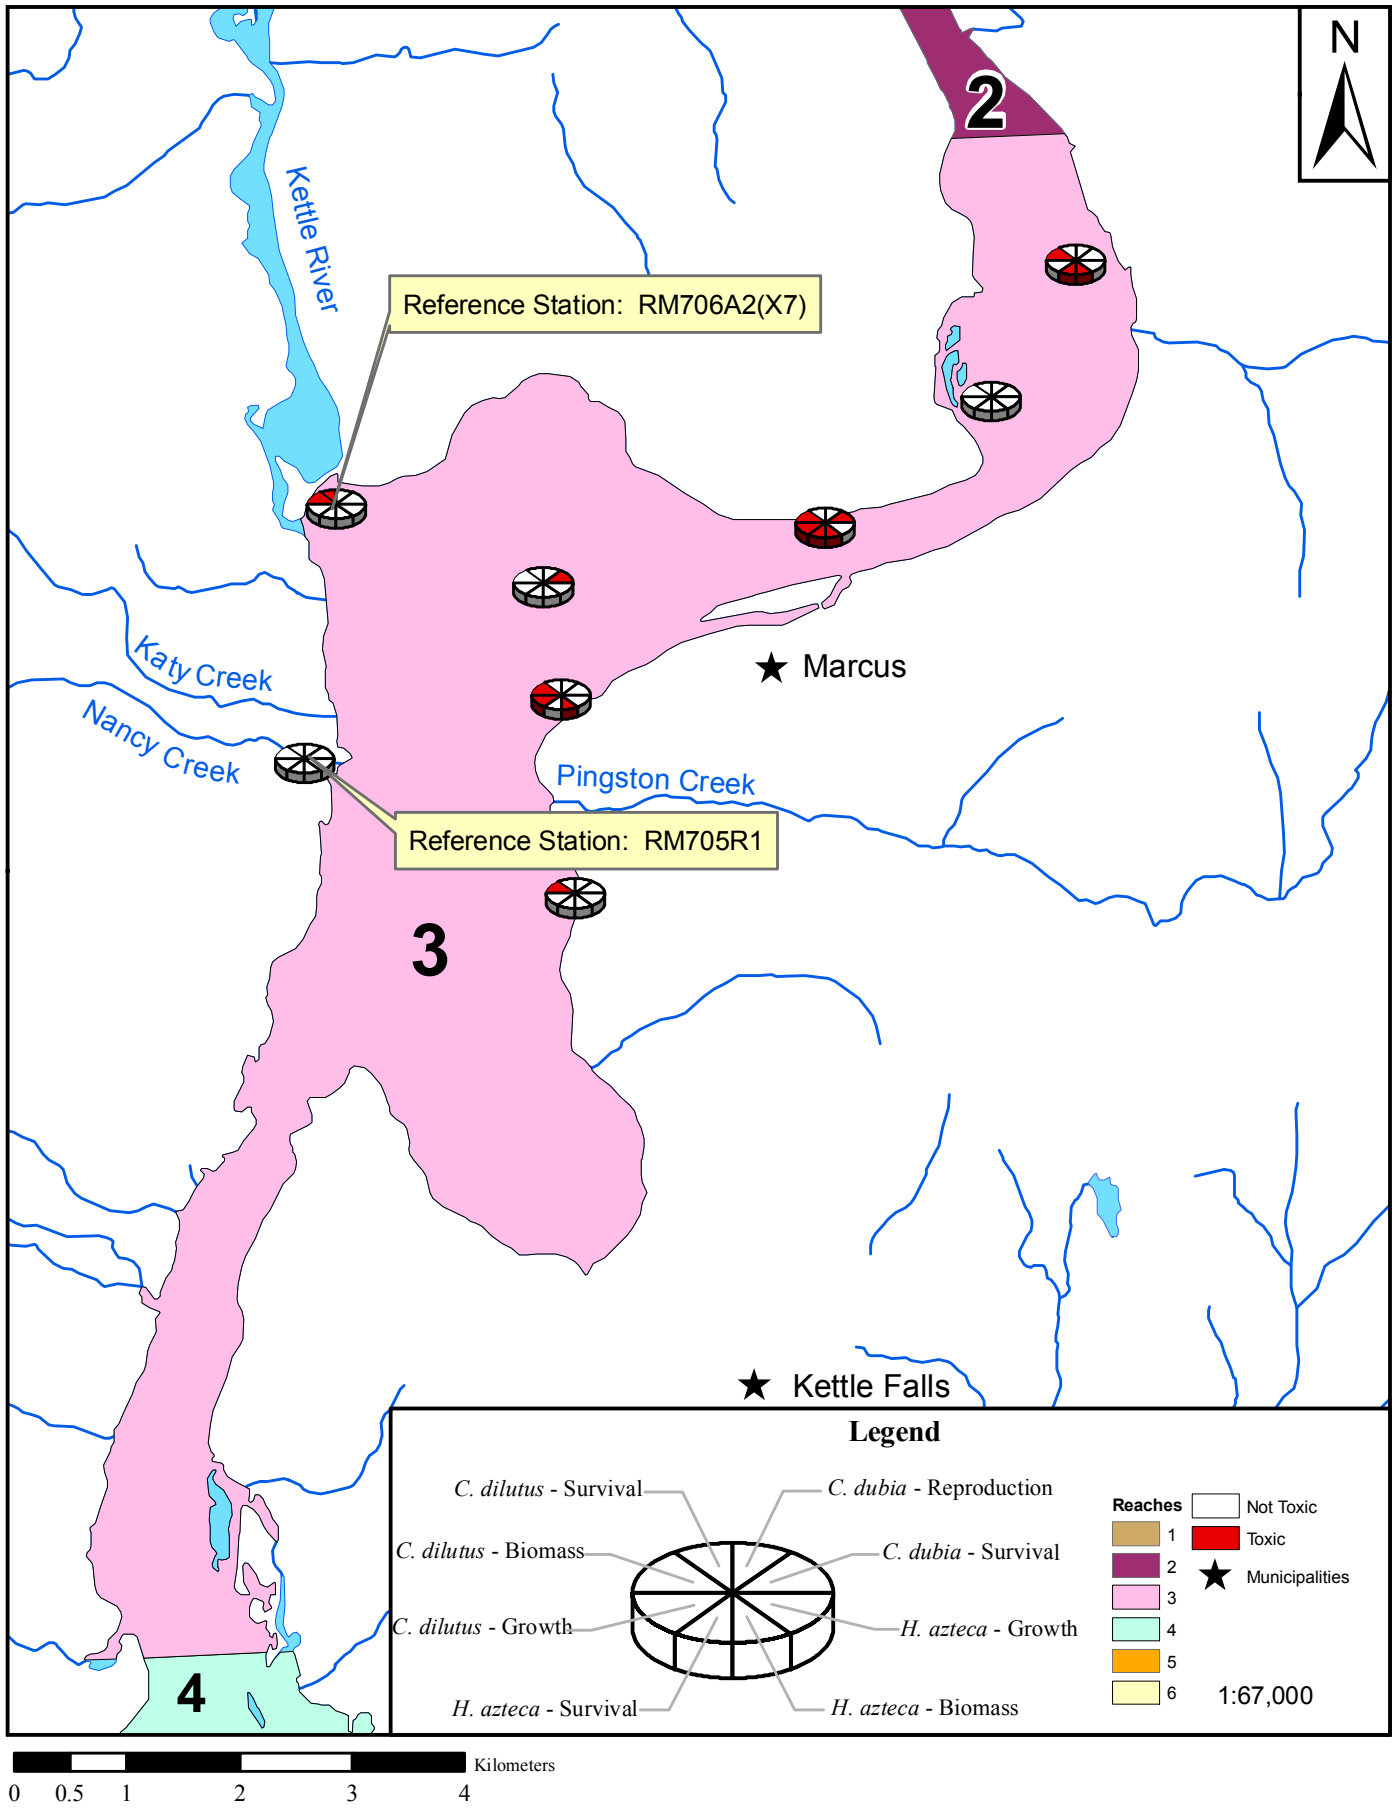 N
2
Kettle River
Reference Station: RM706A2(X7)
Katy Creek
Marcus
Nancy Creek
Pingston Creek
Reference Station: RM705R1
3
Kettle Falls
4
Legend
C. dilutus - Survival
C. dubia - Reproduction
C. dilutus - Biomass
C. dubia - Survival
C. dilutus - Growth
H. azteca - Growth
H. azteca - Survival
H. azteca - Biomass
Reaches
1
2
3
4
5
6
Not Toxic
Toxic
Municipalities
1:67,000
Kilometers
0 0.5 1 2 3 4